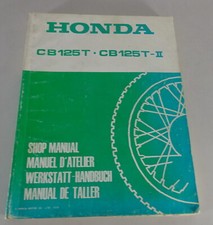 HONDA
CB125T · CB125T-II
SHOP MANUAL
MANUEL D'ATELIER
WERKSTATT-HANDBUCH
MANUAL DE TALLER